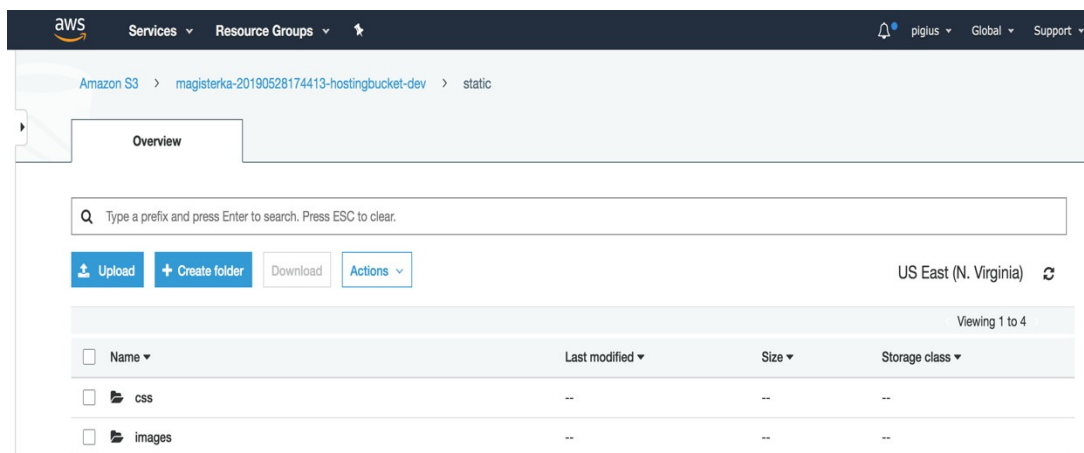 aws Services Resource Groups pigius Global Support
Amazon S3 > magisterka-20190528174413-hostingbucket-dev > static
Overview
Type a prefix and press Enter to search. Press ESC to clear.
Upload + Create folder Download Actions US East (N. Virginia)
Viewing 1 to 4
Name Last modified Size Storage class
css -- -- --
images -- -- --